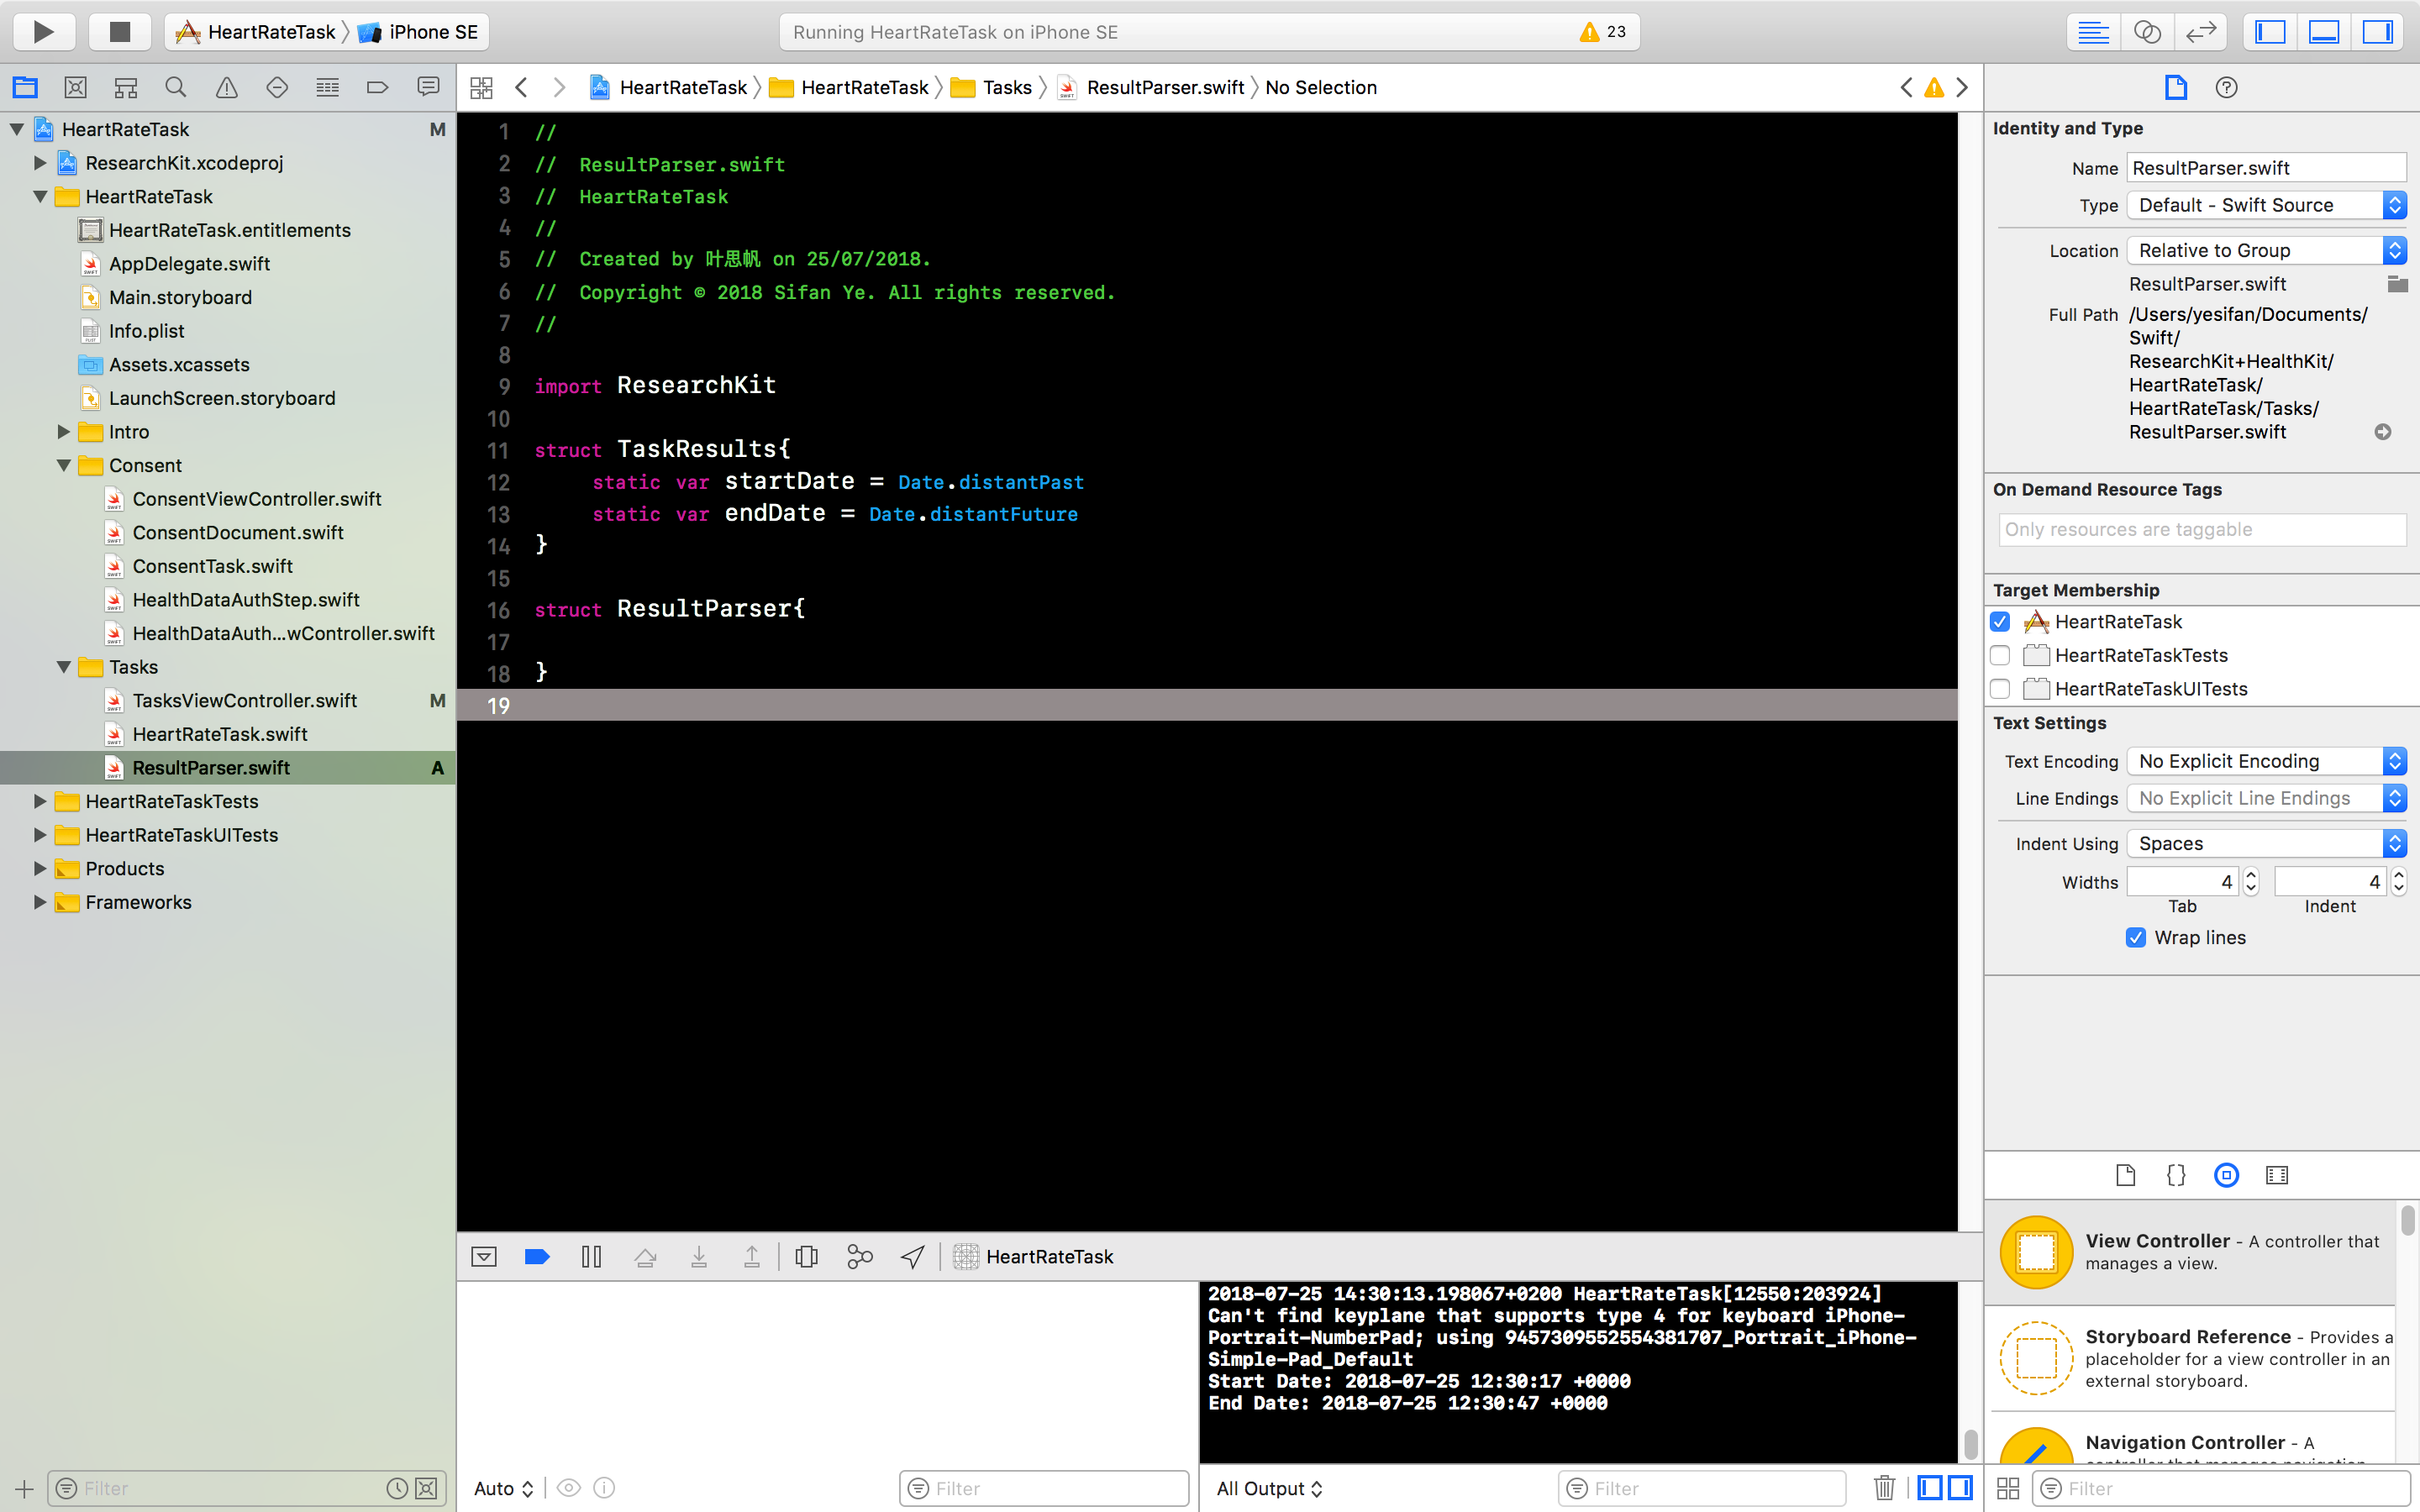 HeartRateTask iPhone SE
Running HeartRateTask on iPhone SE 23
HeartRateTask HeartRateTask Tasks ResultParser.swift No Selection
HeartRateTask M
ResearchKit.xcodeproj
HeartRateTask
HeartRateTask.entitlements
AppDelegate.swift
Main.storyboard
Info.plist
Assets.xcassets
LaunchScreen.storyboard
Intro
Consent
ConsentViewController.swift
ConsentDocument.swift
ConsentTask.swift
HealthDataAuthStep.swift
HealthDataAuth...wController.swift
Tasks
TasksViewController.swift M
HeartRateTask.swift
ResultParser.swift A
HeartRateTaskTests
HeartRateTaskUITests
Products
Frameworks
Filter
1 //
2 // ResultParser.swift
3 // HeartRateTask
4 //
5 // Created by 叶思帆 on 25/07/2018.
6 // Copyright © 2018 Sifan Ye. All rights reserved.
7 //
8
9 import ResearchKit
10
11 struct TaskResults{
12 static var startDate = Date.distantPast
13 static var endDate = Date.distantFuture
14 }
15
16 struct ResultParser{
17
18 }
19
HeartRateTask
Auto
Filter
2018-07-25 14:30:13.198067+0200 HeartRateTask[12550:203924]
Can't find keyplane that supports type 4 for keyboard iPhone-
Portrait-NumberPad; using 9457309552554381707_Portrait_iPhone-
Simple-Pad_Default
Start Date: 2018-07-25 12:30:17 +0000
End Date: 2018-07-25 12:30:47 +0000
All Output
Filter
Identity and Type
Name ResultParser.swift
Type Default - Swift Source
Location Relative to Group
ResultParser.swift
Full Path /Users/yesifan/Documents/
Swift/
ResearchKit+HealthKit/
HeartRateTask/
HeartRateTask/Tasks/
ResultParser.swift
On Demand Resource Tags
Only resources are taggable
Target Membership
HeartRateTask
HeartRateTaskTests
HeartRateTaskUITests
Text Settings
Text Encoding No Explicit Encoding
Line Endings No Explicit Line Endings
Indent Using Spaces
Widths 4 4
Tab Indent
Wrap lines
{}
View Controller - A controller that
manages a view.
Storyboard Reference - Provides a
placeholder for a view controller in an
external storyboard.
Navigation Controller - A
controller that manages navigation
Filter